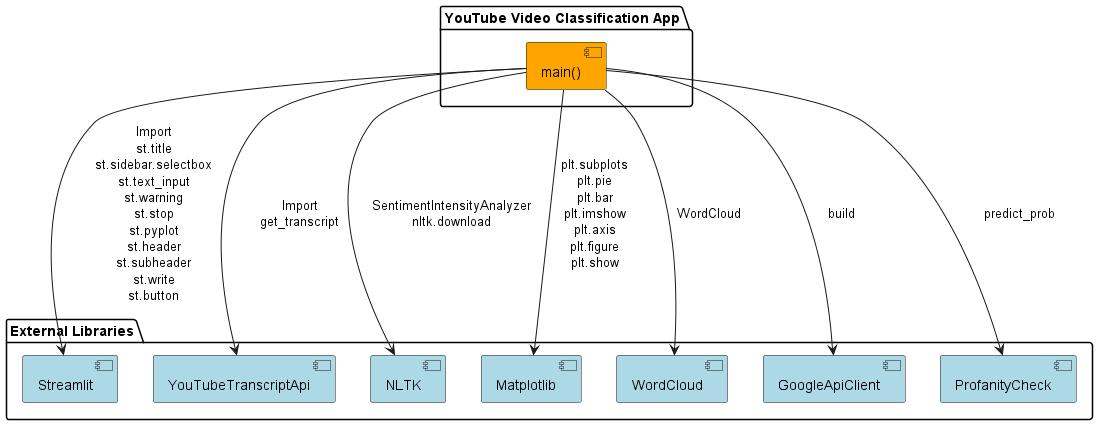 YouTube Video Classification App
main()
Import
st.title
st.sidebar.selectbox
st.text_input
st.warning
st.stop
st.pyplot
st.header
st.subheader
st.write
st.button
Import
get_transcript
SentimentIntensityAnalyzer
nltk.download
plt.subplots
plt.pie
plt.bar
plt.imshow
plt.axis
plt.figure
plt.show
WordCloud
build
predict_prob
External Libraries
Streamlit
YouTubeTranscriptApi
NLTK
Matplotlib
WordCloud
GoogleApiClient
ProfanityCheck